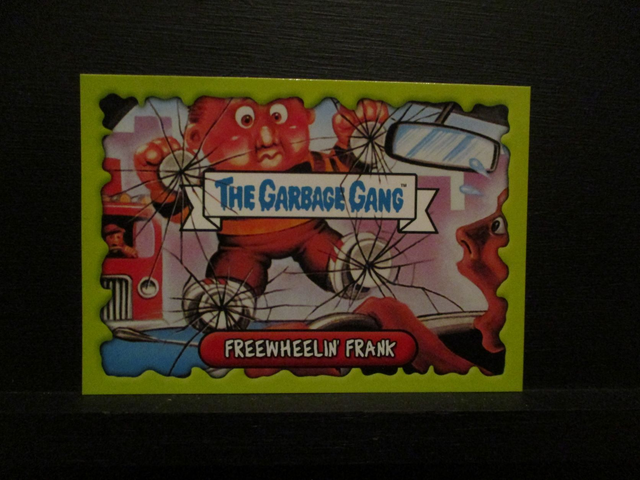 THE GARBAGE GANG™
FREEWHEELIN' FRANK